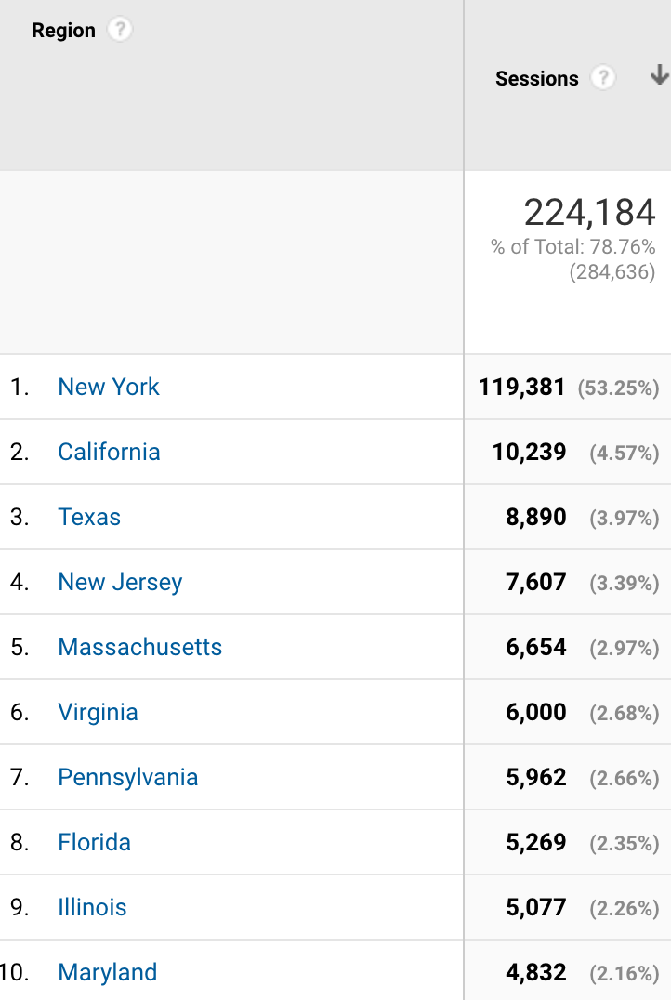 Region ?
Sessions ?
224,184
% of Total: 78.76%
(284,636)
1. New York 119,381 (53.25%)
2. California 10,239 (4.57%)
3. Texas 8,890 (3.97%)
4. New Jersey 7,607 (3.39%)
5. Massachusetts 6,654 (2.97%)
6. Virginia 6,000 (2.68%)
7. Pennsylvania 5,962 (2.66%)
8. Florida 5,269 (2.35%)
9. Illinois 5,077 (2.26%)
10. Maryland 4,832 (2.16%)